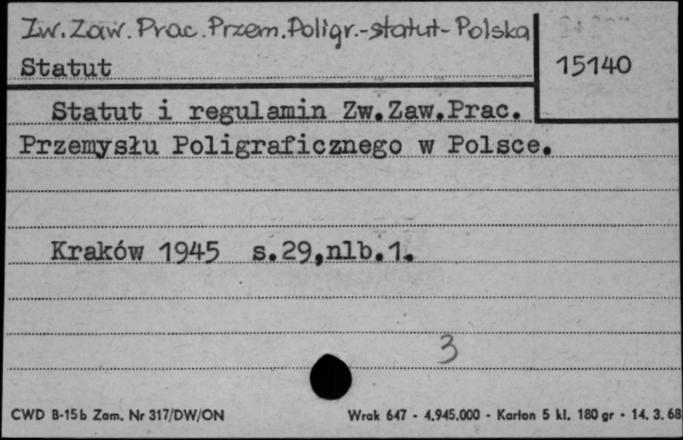 Zw. Zaw. Prac. Przem. Poligr.-statut- Polska
Statut
15140
Statut i regulamin Zw.Zaw.Prac.
Przemysłu Poligraficznego w Polsce.
Kraków 1945 s.29,nlb.1.
3
CWD B-15b Zam. Nr 317/DW/ON
Wrak 647 - 4.945.000 - Karton 5 kl. 180 gr - 14. 3. 68